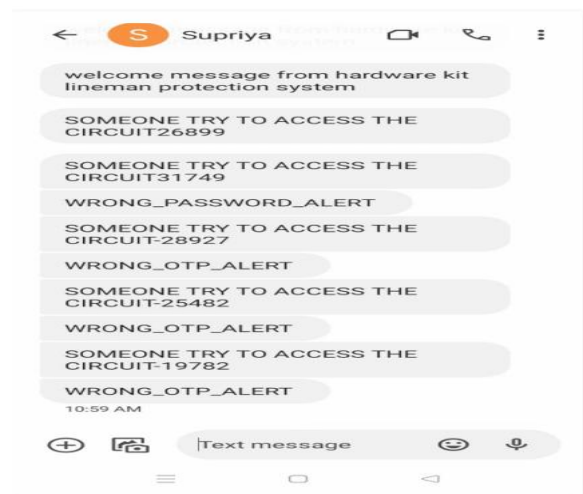 S Supriya
welcome message from hardware kit
lineman protection system
SOMEONE TRY TO ACCESS THE
CIRCUIT26899
SOMEONE TRY TO ACCESS THE
CIRCUIT31749
WRONG_PASSWORD_ALERT
SOMEONE TRY TO ACCESS THE
CIRCUIT-28927
WRONG_OTP_ALERT
SOMEONE TRY TO ACCESS THE
CIRCUIT-25482
WRONG_OTP_ALERT
SOMEONE TRY TO ACCESS THE
CIRCUIT-19782
WRONG_OTP_ALERT
10:59 AM
Text message